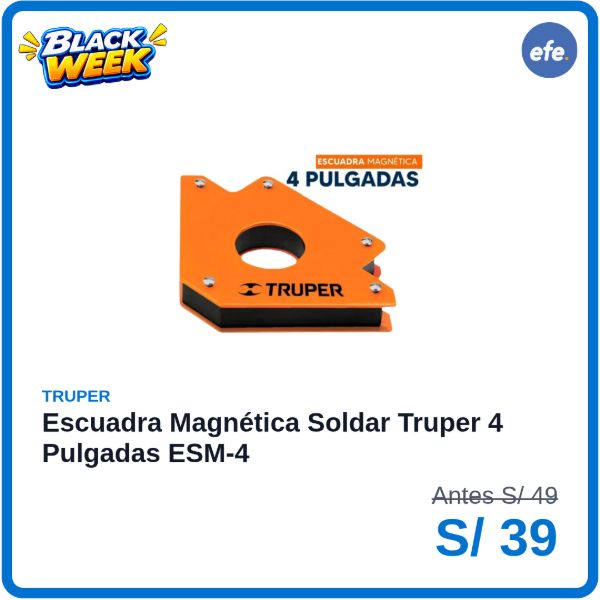 BLACK
WEEK
efe.
ESCUADRA MAGNÉTICA
4 PULGADAS
TRUPER
TRUPER
Escuadra Magnética Soldar Truper 4
Pulgadas ESM-4
Antes S/ 49
S/ 39